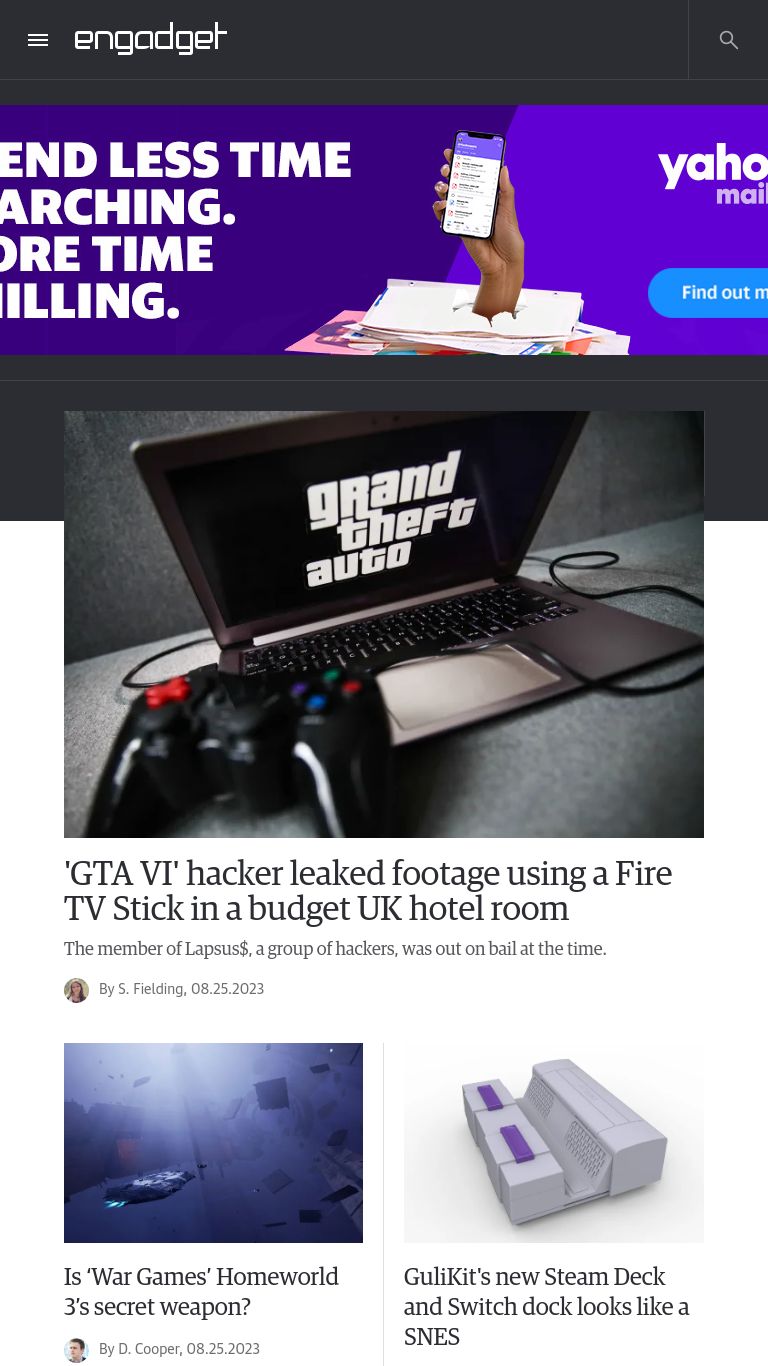 engadget
END LESS TIME
ARCHING.
ORE TIME
ILLING.
yaho
mail
Find out m
grand
theft
auto
'GTA VI' hacker leaked footage using a Fire
TV Stick in a budget UK hotel room
The member of Lapsus$, a group of hackers, was out on bail at the time.
By S. Fielding, 08.25.2023
Is ‘War Games’ Homeworld
3’s secret weapon?
By D. Cooper, 08.25.2023
GuliKit's new Steam Deck
and Switch dock looks like a
SNES